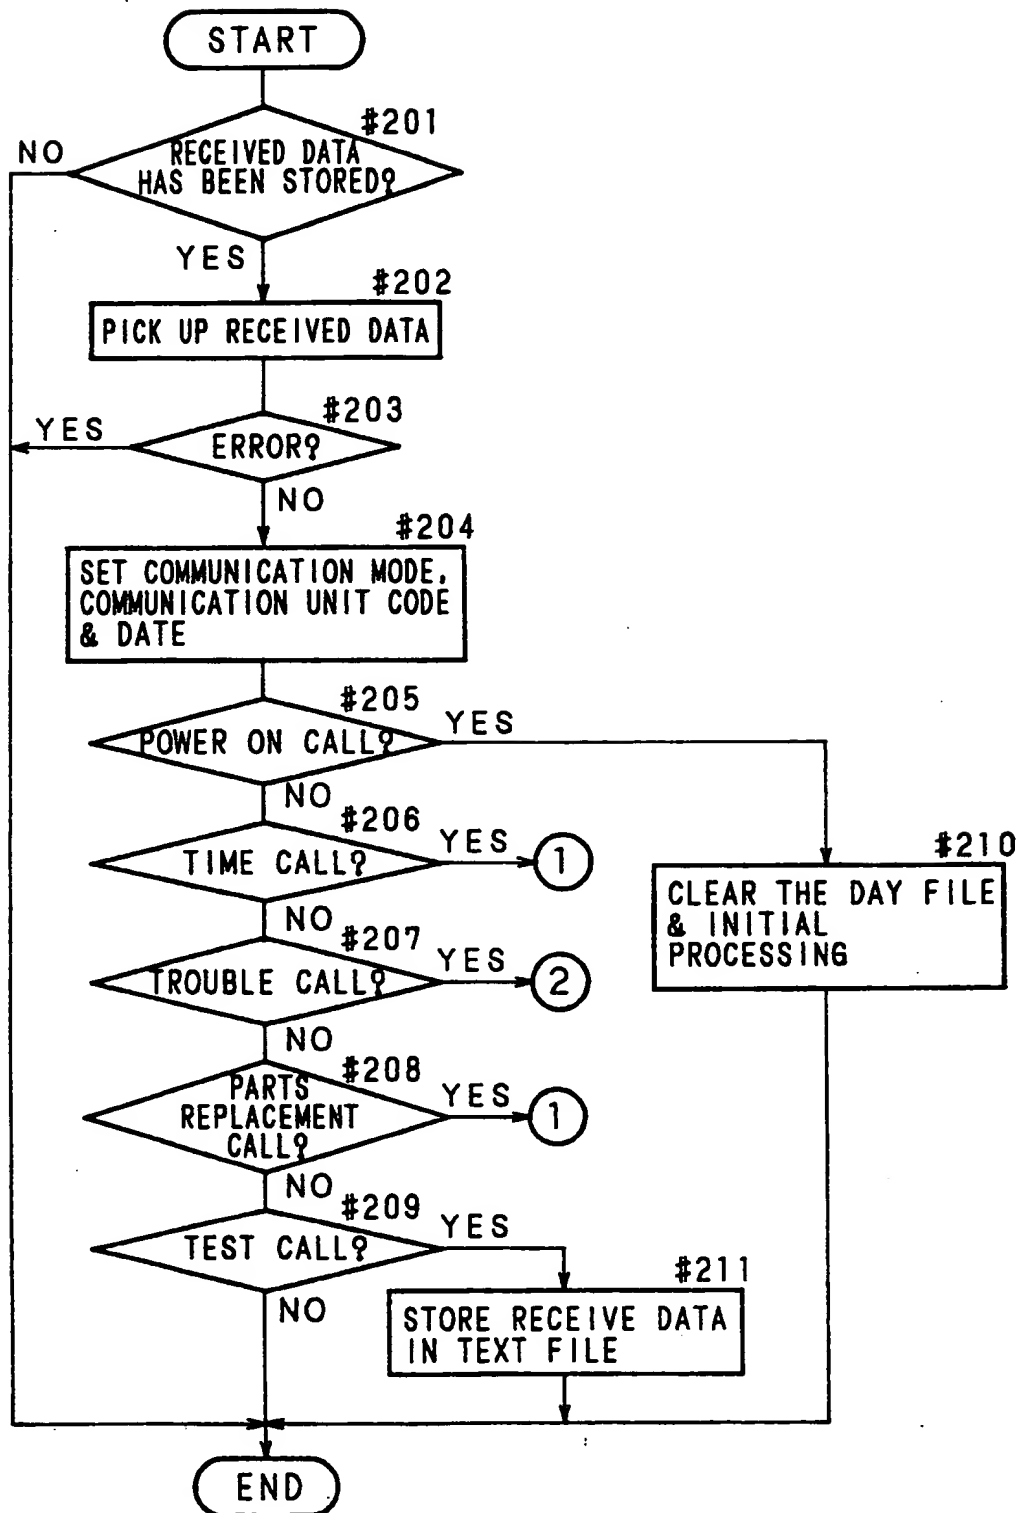 START
#201
NO
RECEIVED DATA
HAS BEEN STORED?
YES
#202
PICK UP RECEIVED DATA
#203
YES
ERROR?
NO
#204
SET COMMUNICATION MODE,
COMMUNICATION UNIT CODE
& DATE
#205
YES
POWER ON CALL?
NO
#206
YES
TIME CALL?
1
#210
CLEAR THE DAY FILE
& INITIAL
PROCESSING
NO
#207
YES
TROUBLE CALL?
2
NO
#208
YES
PARTS
REPLACEMENT
CALL?
1
NO
#209
YES
TEST CALL?
#211
NO
STORE RECEIVE DATA
IN TEXT FILE
END